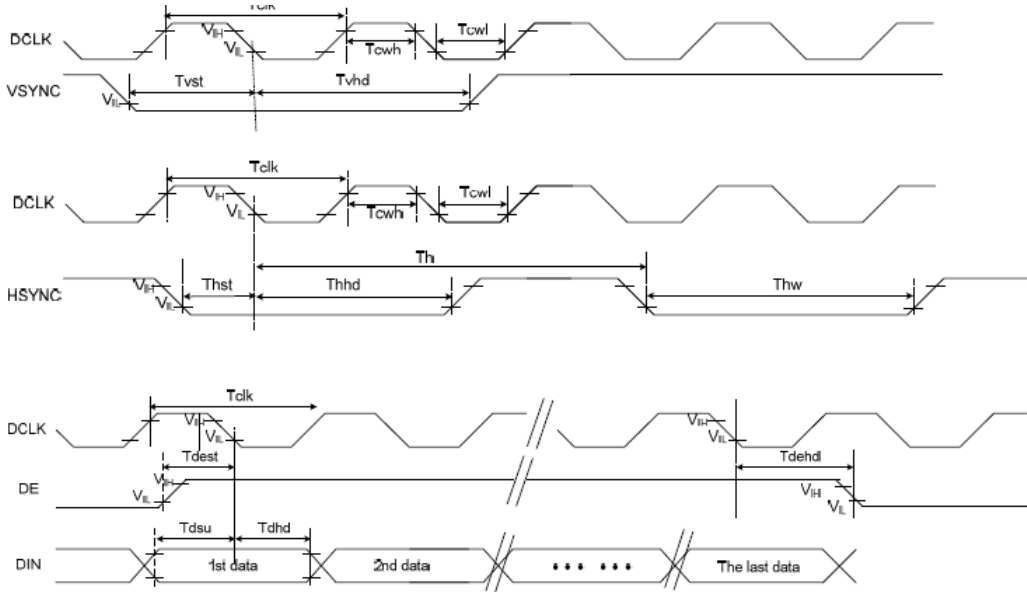 Tclk
DCLK VIH VIL Tcwh Tcwl
Tvst Tvhd
VSYNC VIL
Tclk
DCLK VIH VIL Tcwh Tcwl
Th
HSYNC VIH VIL Thst Thhd Thw
Tclk
DCLK VIH VIL VIH VIL
Tdest Tdehd
DE VIH VIL VIH VIL
Tdsu Tdhd
DIN 1st data 2nd data ••• ••• The last data